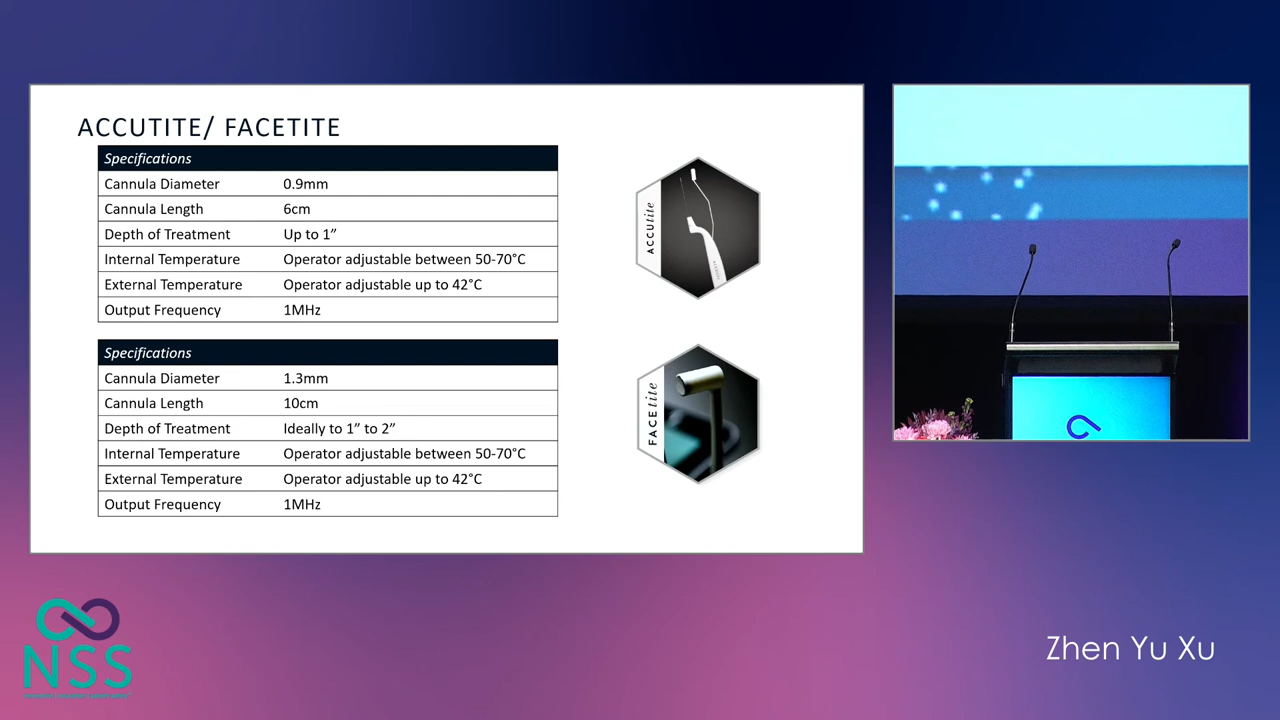 ACCUTITE/ FACETITE
Specifications
Cannula Diameter 0.9mm
Cannula Length 6cm
Depth of Treatment Up to 1”
Internal Temperature Operator adjustable between 50-70°C
External Temperature Operator adjustable up to 42°C
Output Frequency 1MHz
ACCUtite
Specifications
Cannula Diameter 1.3mm
Cannula Length 10cm
Depth of Treatment Ideally to 1” to 2”
Internal Temperature Operator adjustable between 50-70°C
External Temperature Operator adjustable up to 42°C
Output Frequency 1MHz
FACEtite
NSS
Zhen Yu Xu